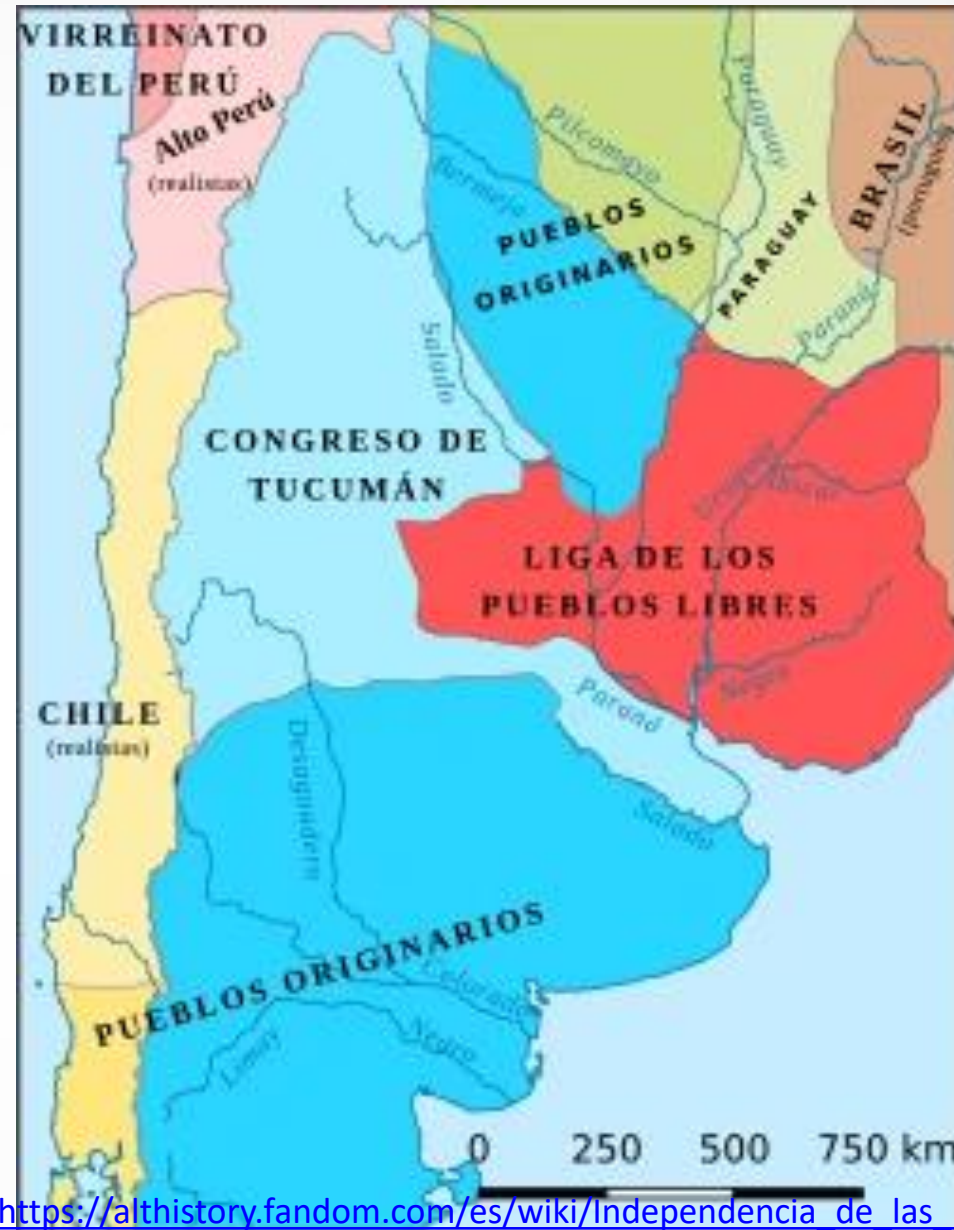 VIRREINATO
DEL PERÚ
Alto Perú
(realistas)
Pilcomayo
Paraguay
BRASIL
Bermejo
PUEBLOS
ORIGINARIOS
PARAGUAY
Paraná
Salado
CONGRESO DE
TUCUMÁN
LIGA DE LOS
PUEBLOS LIBRES
Negro
Paraná
CHILE
(realistas)
Desaguadero
Salado
PUEBLOS ORIGINARIOS
Colorado
Negro
Limay
0 250 500 750 km
https://althistory.fandom.com/es/wiki/Independencia_de_las_